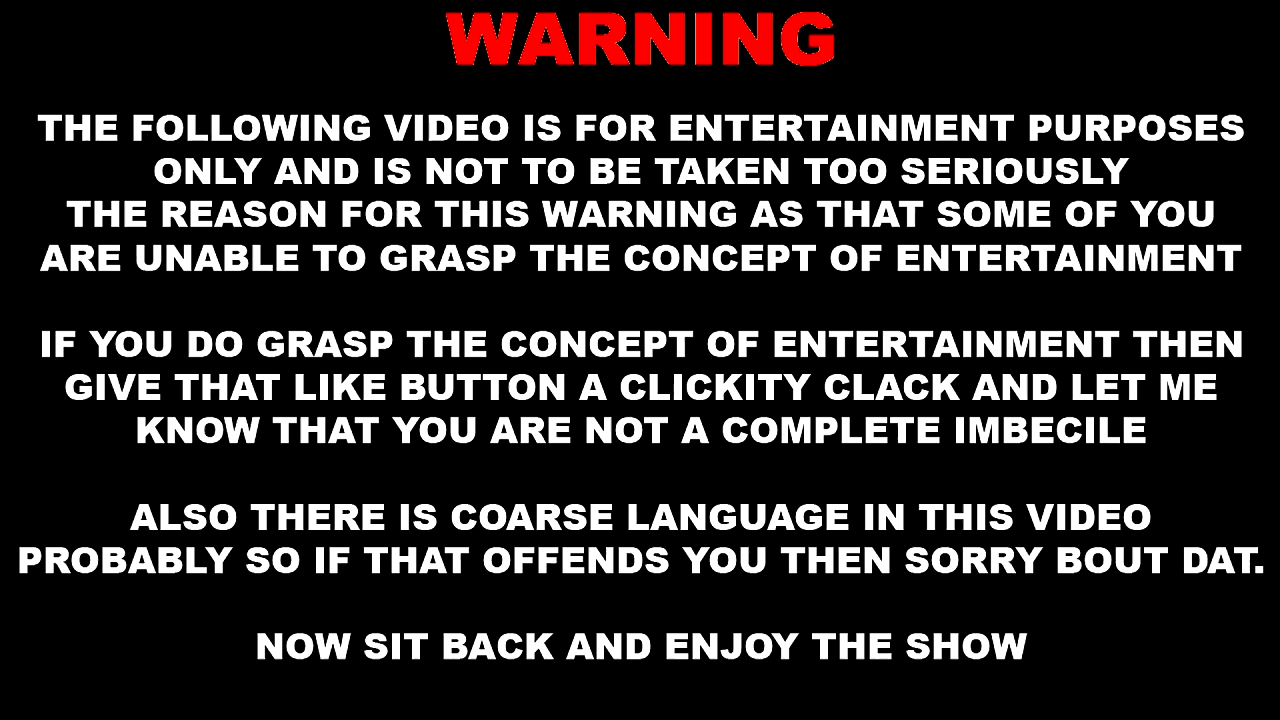 WARNING
THE FOLLOWING VIDEO IS FOR ENTERTAINMENT PURPOSES
ONLY AND IS NOT TO BE TAKEN TOO SERIOUSLY
THE REASON FOR THIS WARNING AS THAT SOME OF YOU
ARE UNABLE TO GRASP THE CONCEPT OF ENTERTAINMENT
IF YOU DO GRASP THE CONCEPT OF ENTERTAINMENT THEN
GIVE THAT LIKE BUTTON A CLICKITY CLACK AND LET ME
KNOW THAT YOU ARE NOT A COMPLETE IMBECILE
ALSO THERE IS COARSE LANGUAGE IN THIS VIDEO
PROBABLY SO IF THAT OFFENDS YOU THEN SORRY BOUT DAT.
NOW SIT BACK AND ENJOY THE SHOW